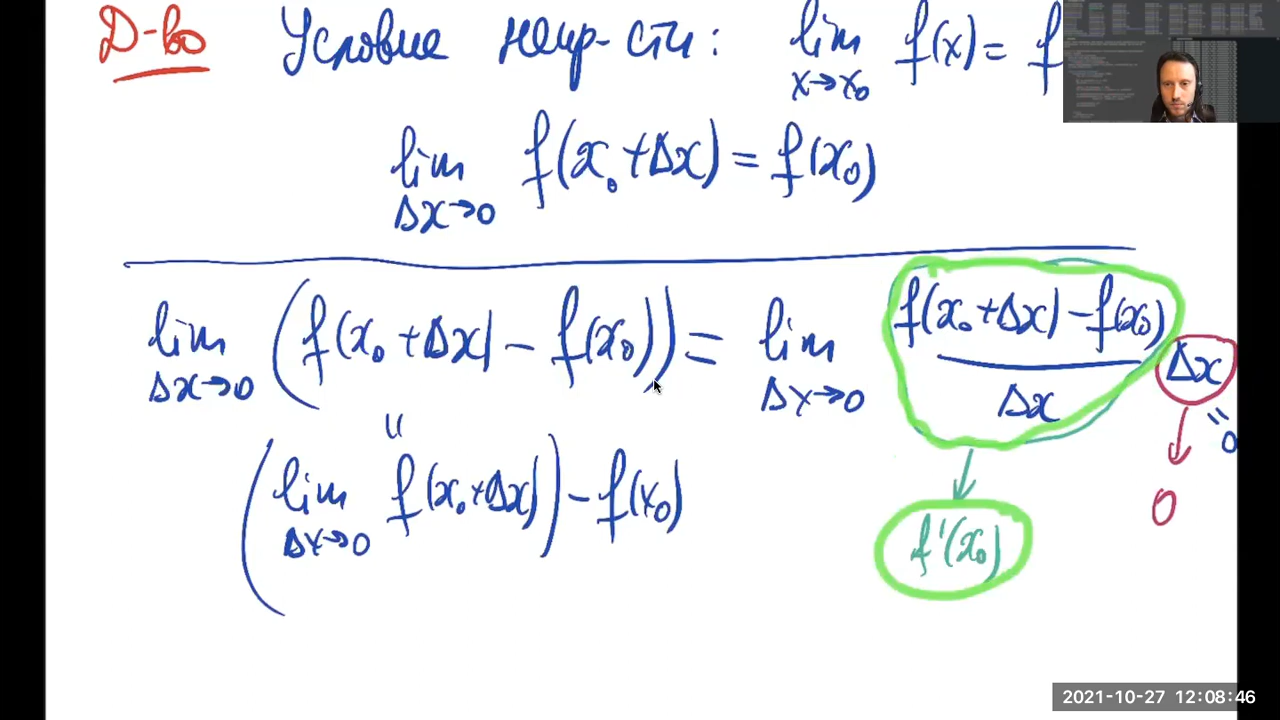 Д-во Условие непр-сти: lim f(x) = f
x→x₀
lim f(x₀+Δx) = f(x₀)
Δx→0
lim (f(x₀+Δx) − f(x₀)) = lim f(x₀+Δx) − f(x₀) Δx
Δx→0 Δx→0 Δx = 0
"
(lim f(x₀+Δx)) − f(x₀) 0
Δx→0 f'(x₀)
2021-10-27 12:08:46